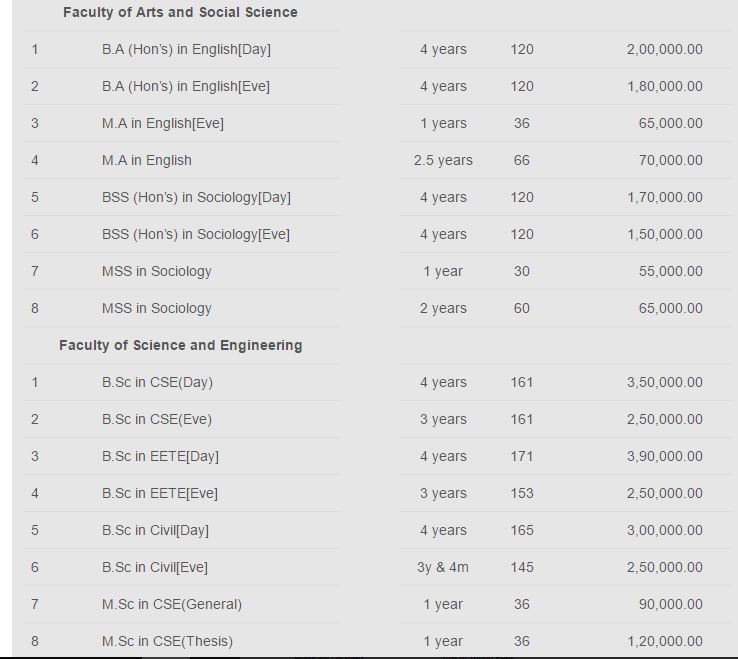 Faculty of Arts and Social Science
1 B.A (Hon's) in English[Day] 4 years 120 2,00,000.00
2 B.A (Hon's) in English[Eve] 4 years 120 1,80,000.00
3 M.A in English[Eve] 1 years 36 65,000.00
4 M.A in English 2.5 years 66 70,000.00
5 BSS (Hon's) in Sociology[Day] 4 years 120 1,70,000.00
6 BSS (Hon's) in Sociology[Eve] 4 years 120 1,50,000.00
7 MSS in Sociology 1 year 30 55,000.00
8 MSS in Sociology 2 years 60 65,000.00
Faculty of Science and Engineering
1 B.Sc in CSE(Day) 4 years 161 3,50,000.00
2 B.Sc in CSE(Eve) 3 years 161 2,50,000.00
3 B.Sc in EETE[Day] 4 years 171 3,90,000.00
4 B.Sc in EETE[Eve] 3 years 153 2,50,000.00
5 B.Sc in Civil[Day] 4 years 165 3,00,000.00
6 B.Sc in Civil[Eve] 3y & 4m 145 2,50,000.00
7 M.Sc in CSE(General) 1 year 36 90,000.00
8 M.Sc in CSE(Thesis) 1 year 36 1,20,000.00